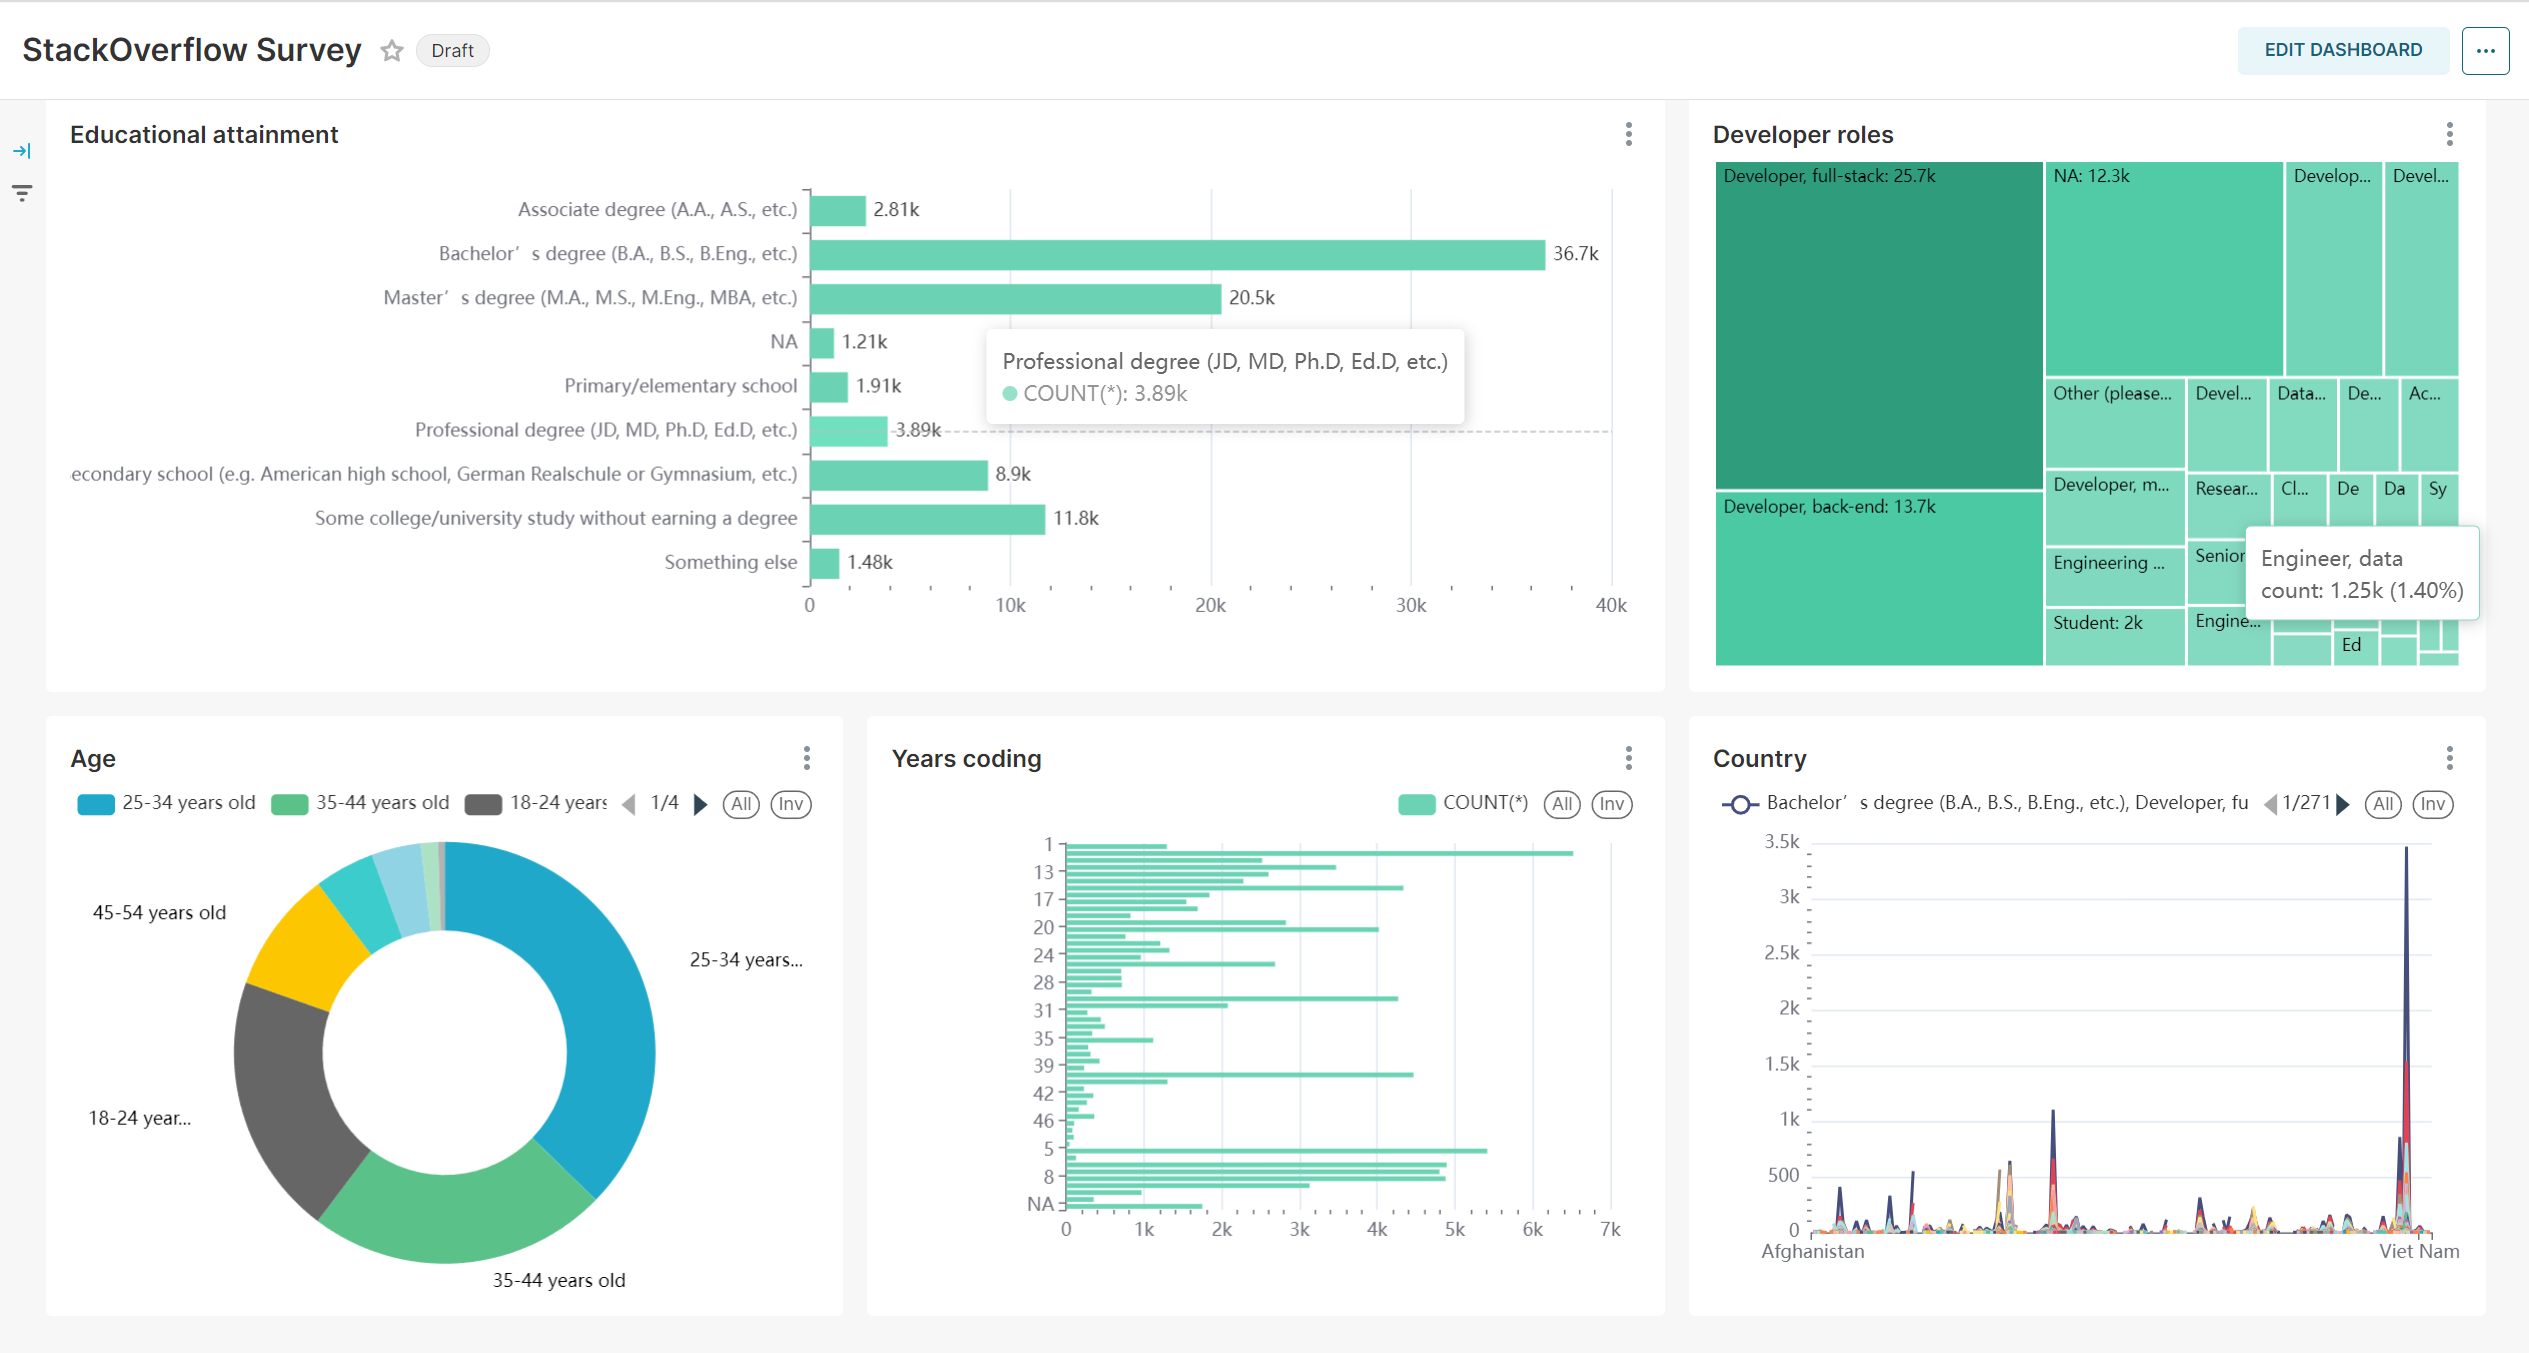 StackOverflow Survey
Draft
EDIT DASHBOARD
Educational attainment
Associate degree (A.A., A.S., etc.)
2.81k
Bachelor’s degree (B.A., B.S., B.Eng., etc.)
36.7k
Master’s degree (M.A., M.S., M.Eng., MBA, etc.)
20.5k
NA
1.21k
Primary/elementary school
1.91k
Professional degree (JD, MD, Ph.D, Ed.D, etc.)
3.89k
econdary school (e.g. American high school, German Realschule or Gymnasium, etc.)
8.9k
Some college/university study without earning a degree
11.8k
Something else
1.48k
0
10k
20k
30k
40k
Professional degree (JD, MD, Ph.D, Ed.D, etc.)
COUNT(*): 3.89k
Developer roles
Developer, full-stack: 25.7k
NA: 12.3k
Develop...
Devel...
Developer, back-end: 13.7k
Other (please...
Devel...
Data...
De...
Ac...
Developer, m...
Resear...
Cl...
De
Da
Sy
Engineering ...
Senior
Student: 2k
Engine...
Ed
Engineer, data
count: 1.25k (1.40%)
Age
25-34 years old
35-44 years old
18-24 years
1/4
All
Inv
45-54 years old
25-34 years...
18-24 year...
35-44 years old
Years coding
COUNT(*)
All
Inv
1
13
17
20
24
28
31
35
39
42
46
5
8
NA
0
1k
2k
3k
4k
5k
6k
7k
Country
Bachelor’s degree (B.A., B.S., B.Eng., etc.), Developer, fu
1/271
All
Inv
3.5k
3k
2.5k
2k
1.5k
1k
500
0
Afghanistan
Viet Nam